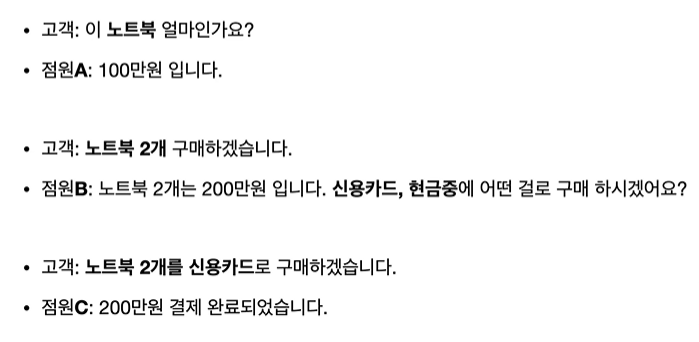 • 고객: 이 노트북 얼마인가요?
• 점원A: 100만원 입니다.
• 고객: 노트북 2개 구매하겠습니다.
• 점원B: 노트북 2개는 200만원 입니다. 신용카드, 현금중에 어떤 걸로 구매 하시겠어요?
• 고객: 노트북 2개를 신용카드로 구매하겠습니다.
• 점원C: 200만원 결제 완료되었습니다.